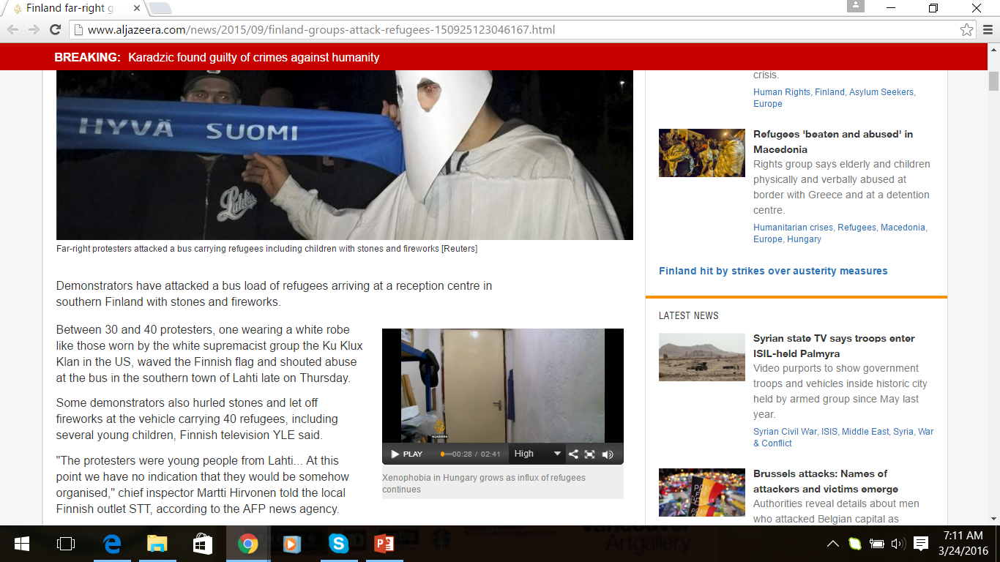 Finland far-right g
www.aljazeera.com/news/2015/09/finland-groups-attack-refugees-150925123046167.html
BREAKING: Karadzic found guilty of crimes against humanity
HYVÄ SUOMI
Lahti
Far-right protesters attacked a bus carrying refugees including children with stones and fireworks [Reuters]
Demonstrators have attacked a bus load of refugees arriving at a reception centre in
southern Finland with stones and fireworks.
Between 30 and 40 protesters, one wearing a white robe
like those worn by the white supremacist group the Ku Klux
Klan in the US, waved the Finnish flag and shouted abuse
at the bus in the southern town of Lahti late on Thursday.
Some demonstrators also hurled stones and let off
fireworks at the vehicle carrying 40 refugees, including
several young children, Finnish television YLE said.
"The protesters were young people from Lahti... At this
point we have no indication that they would be somehow
organised," chief inspector Martti Hirvonen told the local
Finnish outlet STT, according to the AFP news agency.
ALJAZEERA
PLAY 00:28 / 02:41 High
Xenophobia in Hungary grows as influx of refugees
continues
crisis.
Human Rights, Finland, Asylum Seekers,
Europe
Refugees 'beaten and abused' in
Macedonia
Rights group says elderly and children
physically and verbally abused at
border with Greece and at a detention
centre.
Humanitarian crises, Refugees, Macedonia,
Europe, Hungary
Finland hit by strikes over austerity measures
LATEST NEWS
Syrian state TV says troops enter
ISIL-held Palmyra
Video purports to show government
troops and vehicles inside historic city
held by armed group since May last
year.
Syrian Civil War, ISIS, Middle East, Syria, War
& Conflict
Brussels attacks: Names of
attackers and victims emerge
Authorities reveal details about men
who attacked Belgian capital as
Artgallery
7:11 AM
3/24/2016